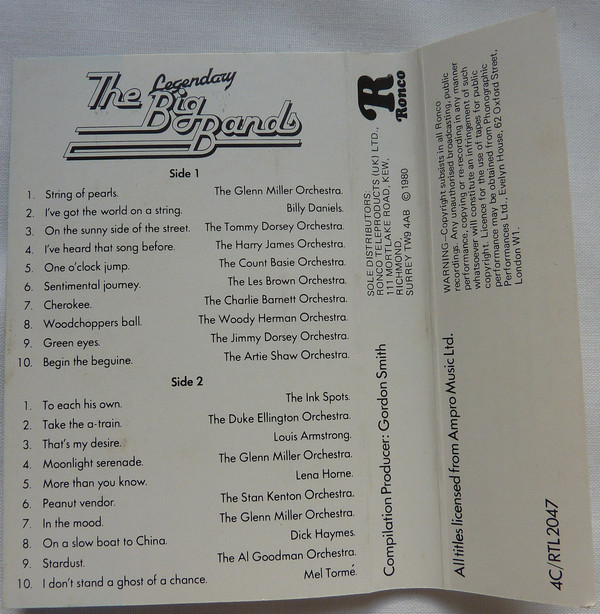 The Legendary
Big
Bands
Side 1
1. String of pearls. The Glenn Miller Orchestra.
2. I've got the world on a string. Billy Daniels.
3. On the sunny side of the street. The Tommy Dorsey Orchestra.
4. I've heard that song before. The Harry James Orchestra.
5. One o'clock jump. The Count Basie Orchestra.
6. Sentimental journey. The Les Brown Orchestra.
7. Cherokee. The Charlie Barnett Orchestra.
8. Woodchoppers ball. The Woody Herman Orchestra.
9. Green eyes. The Jimmy Dorsey Orchestra.
10. Begin the beguine. The Artie Shaw Orchestra.
Side 2
1. To each his own. The Ink Spots.
2. Take the a-train. The Duke Ellington Orchestra.
3. That's my desire. Louis Armstrong.
4. Moonlight serenade. The Glenn Miller Orchestra.
5. More than you know. Lena Horne.
6. Peanut vendor. The Stan Kenton Orchestra.
7. In the mood. The Glenn Miller Orchestra.
8. On a slow boat to China. Dick Haymes.
9. Stardust. The Al Goodman Orchestra.
10. I don't stand a ghost of a chance. Mel Tormé.
R
Ronco
SOLE DISTRIBUTORS:
RONCO TELEPRODUCTS (UK) LTD.,
111 MORTLAKE ROAD, KEW,
RICHMOND,
SURREY TW9 4AB © 1980
Compilation Producer: Gordon Smith
WARNING—Copyright subsists in all Ronco
recordings. Any unauthorised broadcasting, public
performance, copying or re-recording in any manner
whatsoever will constitute an infringement of such
copyright. Licence for the use of tapes for public
performance may be obtained from Phonographic
Performances Ltd., Evelyn House, 62 Oxford Street,
London W1.
All titles licensed from Ampro Music Ltd.
4C/RTL2047